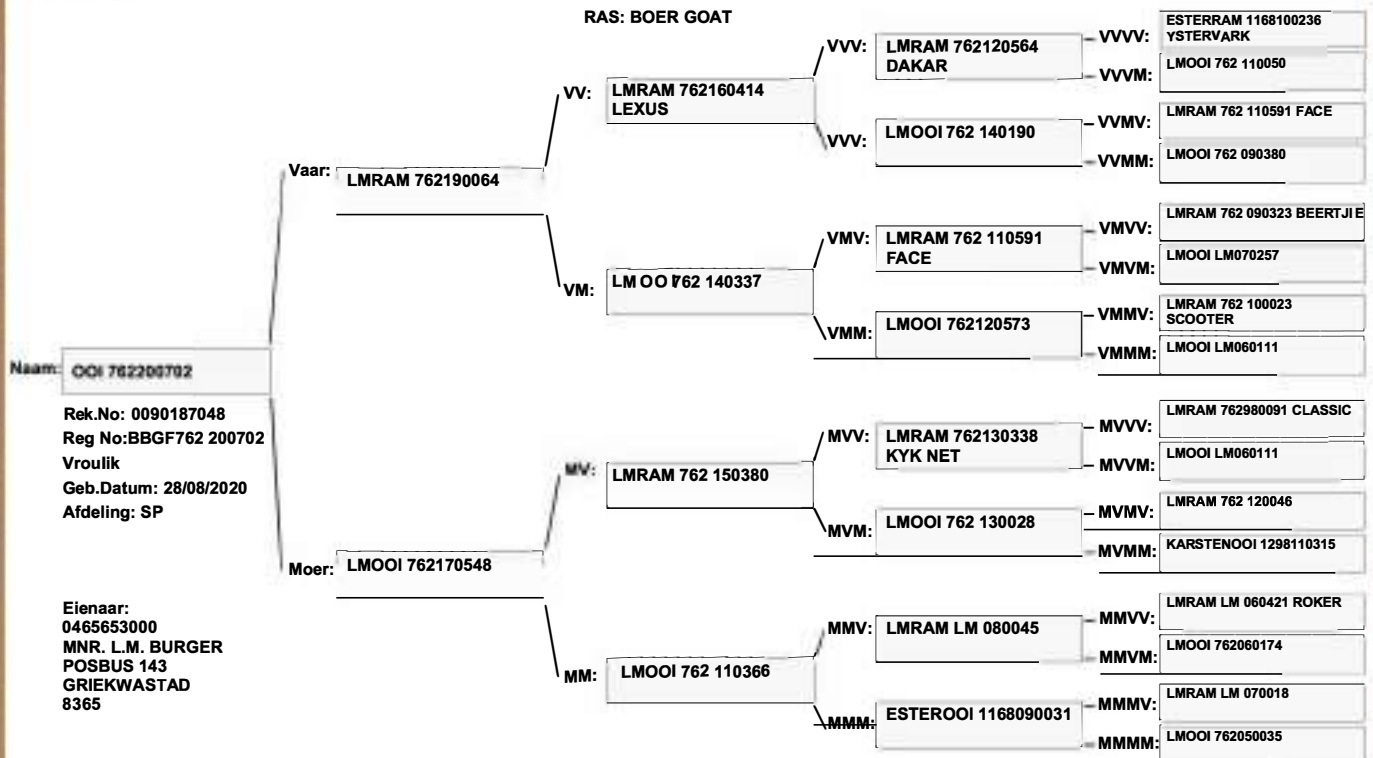 RAS: BOER GOAT
Naam: OOI 762200702
Rek.No: 0090187048
Reg No:BBGF762 200702
Vroulik
Geb.Datum: 28/08/2020
Afdeling: SP
Eienaar:
0465653000
MNR. L.M. BURGER
POSBUS 143
GRIEKWASTAD
8365
Vaar: LMRAM 762190064
Moer: LMOOI 762170548
VV: LMRAM 762160414
LEXUS
VM: LM OO I762 140337
MV: LMRAM 762 150380
MM: LMOOI 762 110366
VVV: LMRAM 762120564
DAKAR
VVV: LMOOI 762 140190
VMV: LMRAM 762 110591
FACE
VMM: LMOOI 762120573
MVV: LMRAM 762130338
KYK NET
MVM: LMOOI 762 130028
MMV: LMRAM LM 080045
MMM: ESTEROOI 1168090031
VVVV: ESTERRAM 1168100236
YSTERVARK
VVVM: LMOOI 762 110050
VVMV: LMRAM 762 110591 FACE
VVMM: LMOOI 762 090380
VMVV: LMRAM 762 090323 BEERTJIE
VMVM: LMOOI LM070257
VMMV: LMRAM 762 100023
SCOOTER
VMMM: LMOOI LM060111
MVVV: LMRAM 762980091 CLASSIC
MVVM: LMOOI LM060111
MVMV: LMRAM 762 120046
MVMM: KARSTENOOI 1298110315
MMVV: LMRAM LM 060421 ROKER
MMVM: LMOOI 762060174
MMMV: LMRAM LM 070018
MMMM: LMOOI 762050035